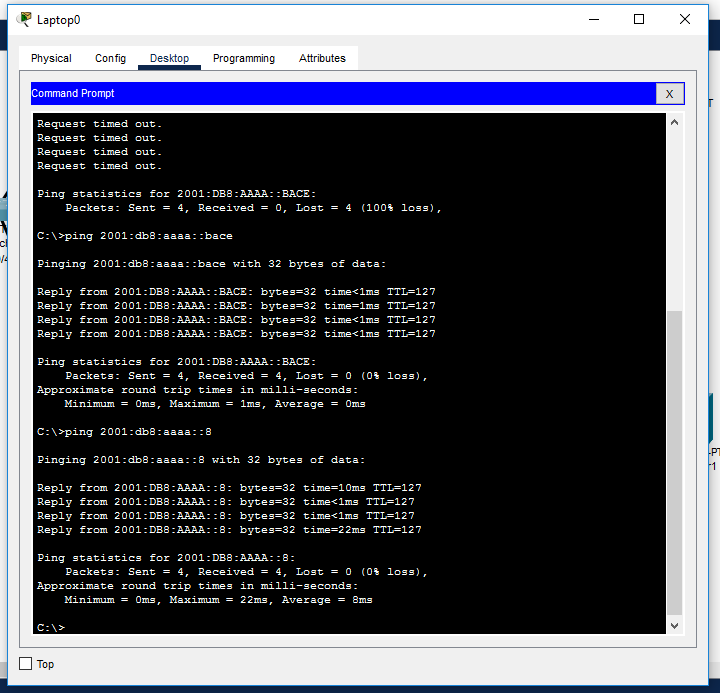 Laptop0
Physical Config Desktop Programming Attributes
Command Prompt X
Request timed out.
Request timed out.
Request timed out.
Request timed out.
Ping statistics for 2001:DB8:AAAA::BACE:
Packets: Sent = 4, Received = 0, Lost = 4 (100% loss),
C:\>ping 2001:db8:aaaa::bace
Pinging 2001:db8:aaaa::bace with 32 bytes of data:
Reply from 2001:DB8:AAAA::BACE: bytes=32 time<1ms TTL=127
Reply from 2001:DB8:AAAA::BACE: bytes=32 time=1ms TTL=127
Reply from 2001:DB8:AAAA::BACE: bytes=32 time<1ms TTL=127
Reply from 2001:DB8:AAAA::BACE: bytes=32 time<1ms TTL=127
Ping statistics for 2001:DB8:AAAA::BACE:
Packets: Sent = 4, Received = 4, Lost = 0 (0% loss),
Approximate round trip times in milli-seconds:
Minimum = 0ms, Maximum = 1ms, Average = 0ms
C:\>ping 2001:db8:aaaa::8
Pinging 2001:db8:aaaa::8 with 32 bytes of data:
Reply from 2001:DB8:AAAA::8: bytes=32 time=10ms TTL=127
Reply from 2001:DB8:AAAA::8: bytes=32 time<1ms TTL=127
Reply from 2001:DB8:AAAA::8: bytes=32 time<1ms TTL=127
Reply from 2001:DB8:AAAA::8: bytes=32 time=22ms TTL=127
Ping statistics for 2001:DB8:AAAA::8:
Packets: Sent = 4, Received = 4, Lost = 0 (0% loss),
Approximate round trip times in milli-seconds:
Minimum = 0ms, Maximum = 22ms, Average = 8ms
C:\>
Top